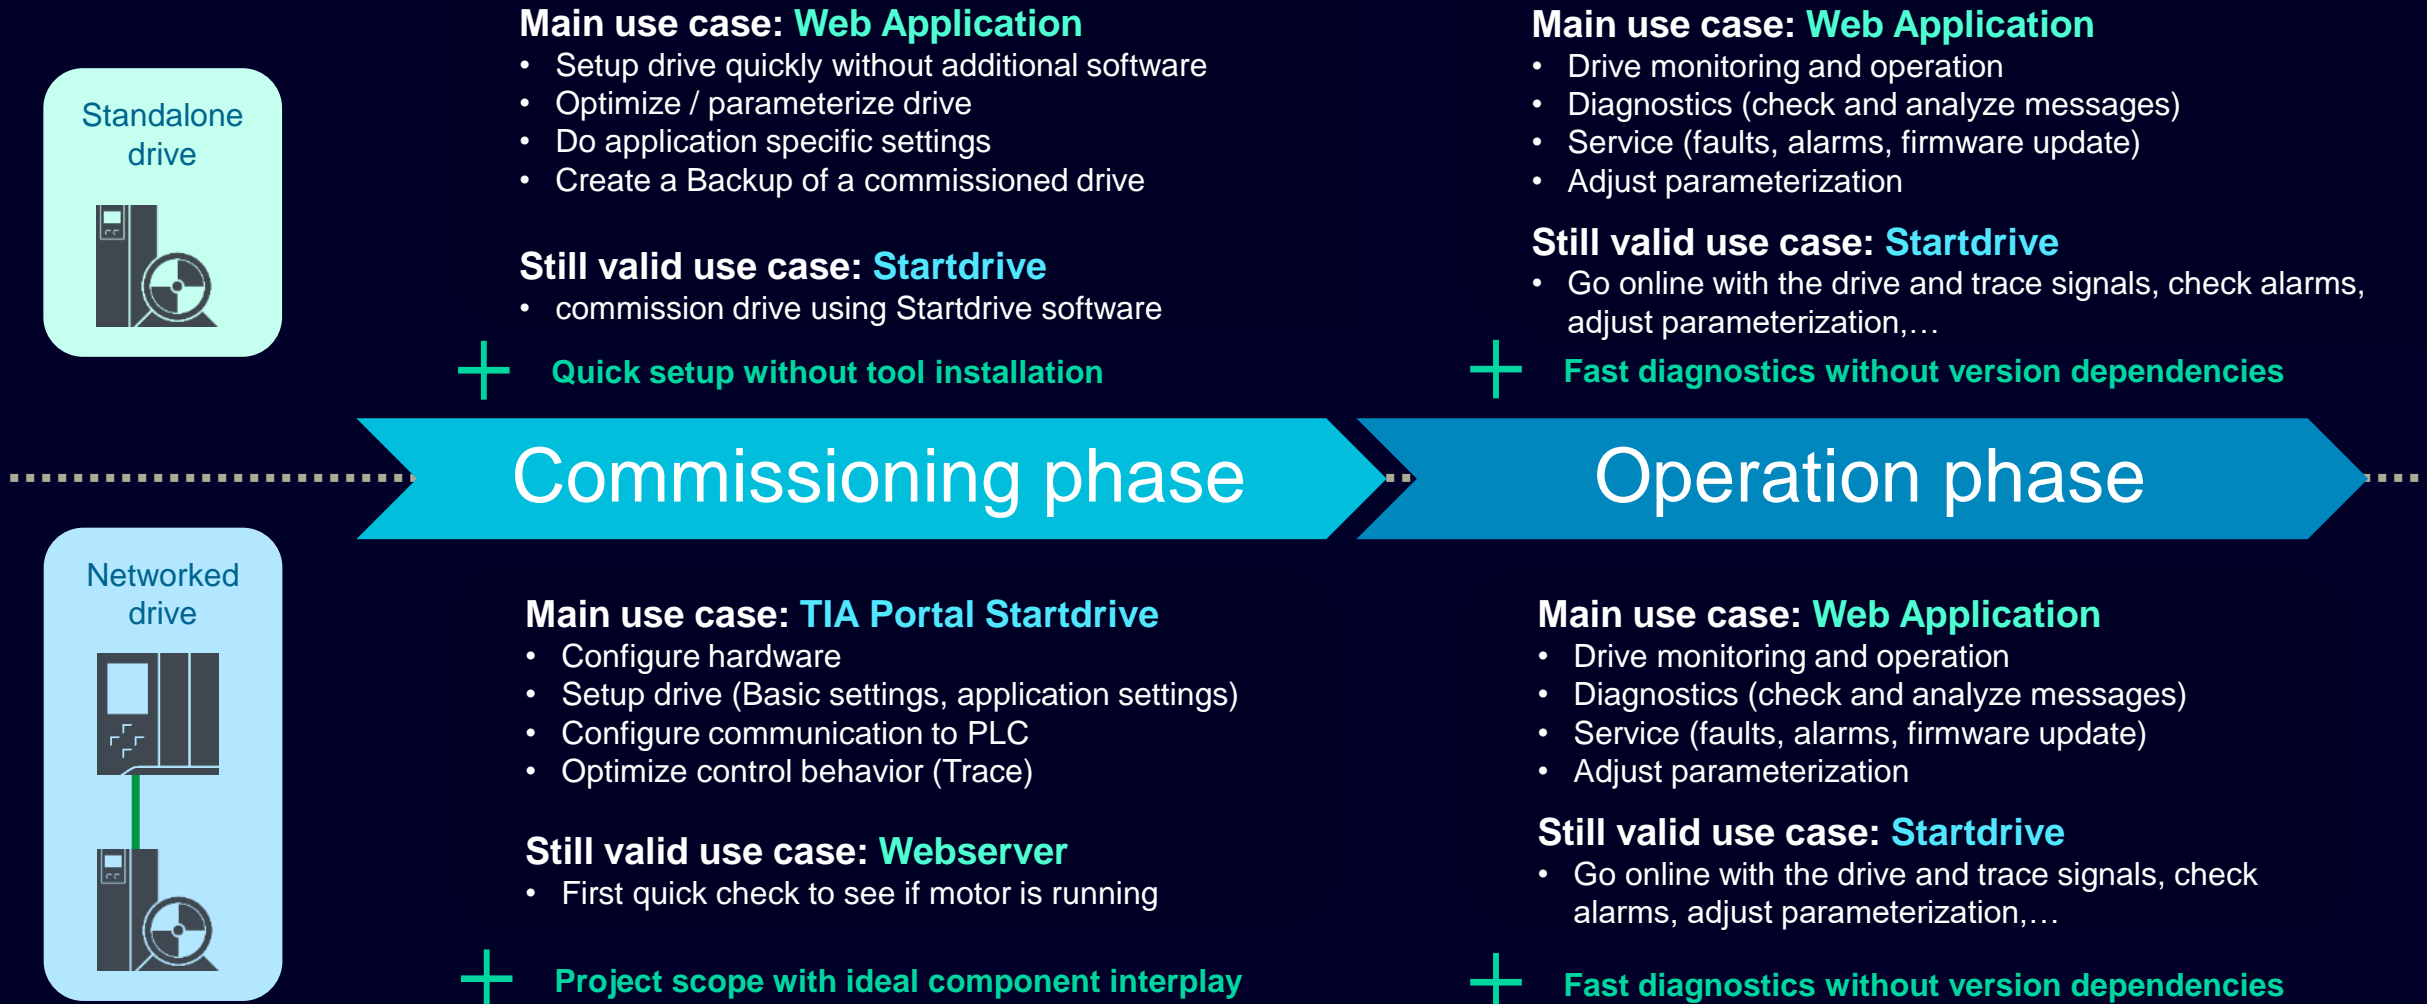 Standalone
drive
Main use case: Web Application
• Setup drive quickly without additional software
• Optimize / parameterize drive
• Do application specific settings
• Create a Backup of a commissioned drive
Still valid use case: Startdrive
• commission drive using Startdrive software
Quick setup without tool installation
Main use case: Web Application
• Drive monitoring and operation
• Diagnostics (check and analyze messages)
• Service (faults, alarms, firmware update)
• Adjust parameterization
Still valid use case: Startdrive
• Go online with the drive and trace signals, check alarms,
adjust parameterization,…
Fast diagnostics without version dependencies
Commissioning phase
Operation phase
Networked
drive
Main use case: TIA Portal Startdrive
• Configure hardware
• Setup drive (Basic settings, application settings)
• Configure communication to PLC
• Optimize control behavior (Trace)
Still valid use case: Webserver
• First quick check to see if motor is running
Project scope with ideal component interplay
Main use case: Web Application
• Drive monitoring and operation
• Diagnostics (check and analyze messages)
• Service (faults, alarms, firmware update)
• Adjust parameterization
Still valid use case: Startdrive
• Go online with the drive and trace signals, check
alarms, adjust parameterization,…
Fast diagnostics without version dependencies